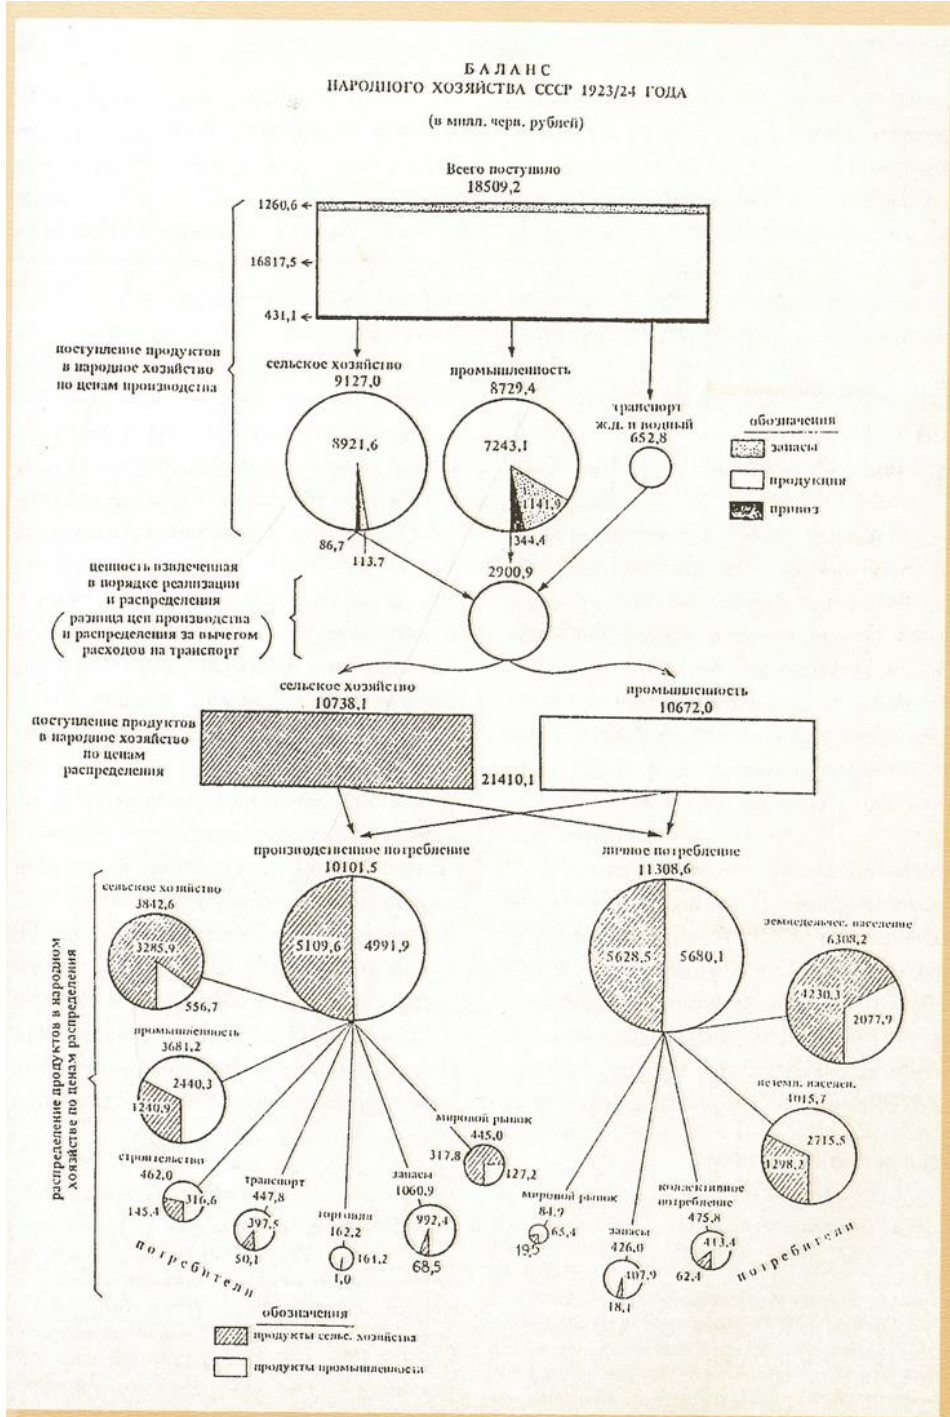 БАЛАНС
НАРОДНОГО ХОЗЯЙСТВА СССР 1923/24 ГОДА
(в милл. черв. рублей)
Всего поступило
18509,2
1260,6
16817,5
431,1
поступление продуктов
в народное хозяйство
по ценам производства
сельское хозяйство
9127,0
промышленность
8729,4
транспорт
ж.д. и водный
652,8
8921,6
7243,1
1141,9
86,7
113.7
344.4
обозначения
запасы
продукция
привоз
ценность извлеченная
в порядке реализации
и распределения
(разница цен производства
и распределения за вычетом
расходов на транспорт)
2900,9
сельское хозяйство
10738,1
промышленность
10672,0
поступление продуктов
в народное хозяйство
по ценам
распределения
21410,1
распределение продуктов в народном
хозяйстве по ценам распределения
производственное потребление
10101,5
5109,6
4991,9
личное потребление
11308,6
5628,5
5680,1
сельское хозяйство
3842,6
3285,9
556,7
промышленность
3681,2
2440,3
1240,9
строительство
462,0
316,6
145,4
транспорт
447,8
397,5
50,1
торговля
162,2
161,2
1,0
запасы
1060,9
992,4
68,5
мировой рынок
445,0
317,8
127,2
земледельчес. население
6308,2
4230,3
2077,9
неземл. населен.
4015,7
2715,5
1298,2
коллективное
потребление
475,8
413,4
62,4
запасы
426,0
407,9
18,1
мировой рынок
84,9
65,4
19,5
потребители
потребители
обозначения
продукты сельс. хозяйства
продукты промышленности